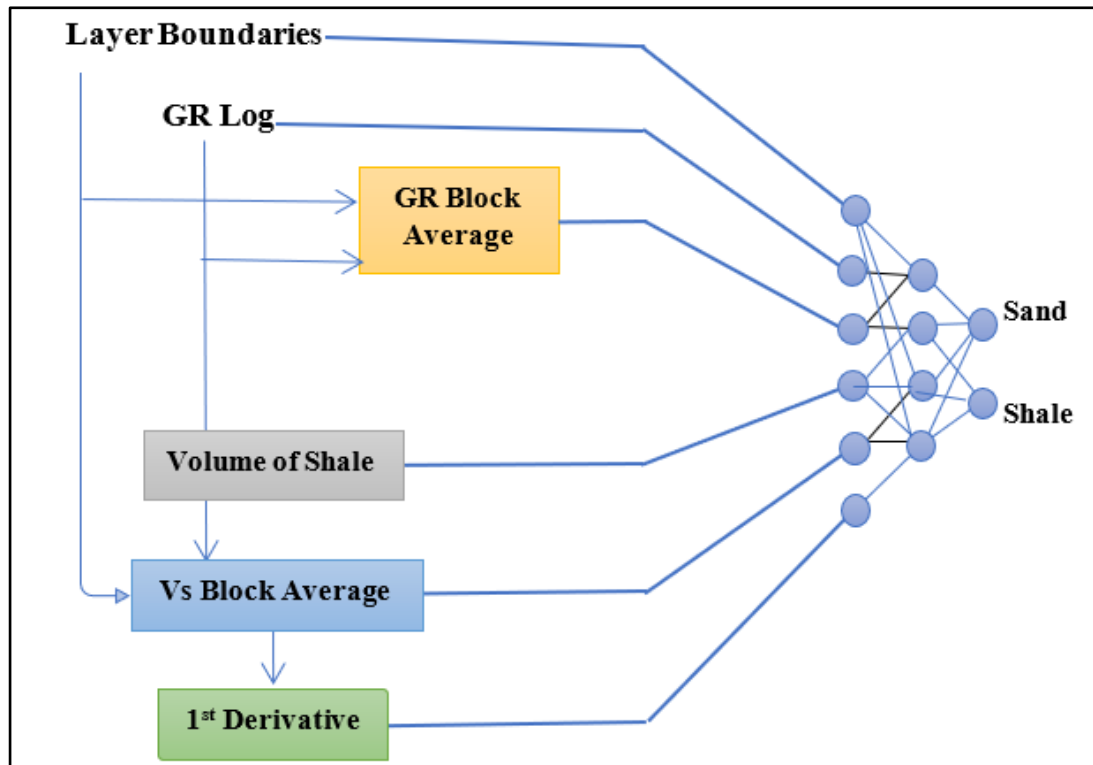 Layer Boundaries
GR Log
GR Block
Average
Sand
Shale
Volume of Shale
Vs Block Average
1st Derivative